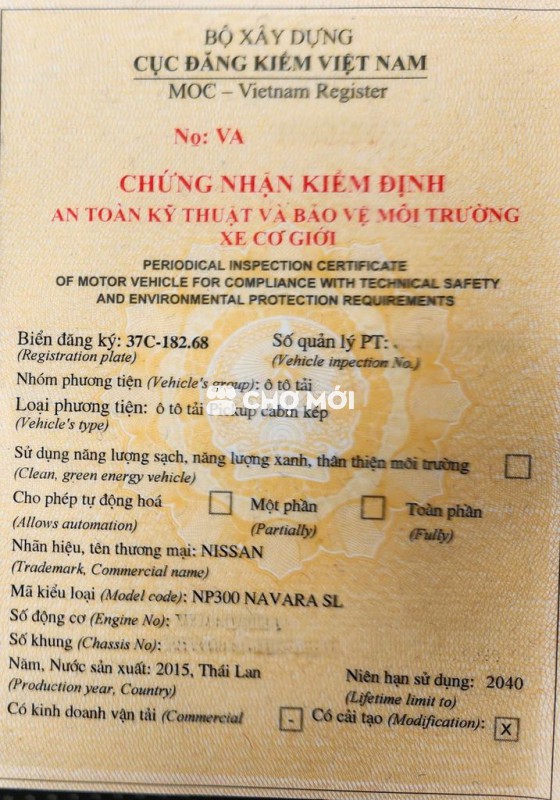 BỘ XÂY DỰNG
CỤC ĐĂNG KIỂM VIỆT NAM
MOC – Vietnam Register
Nọ: VA
CHỨNG NHẬN KIỂM ĐỊNH
AN TOÀN KỸ THUẬT VÀ BẢO VỆ MÔI TRƯỜNG
XE CƠ GIỚI
PERIODICAL INSPECTION CERTIFICATE
OF MOTOR VEHICLE FOR COMPLIANCE WITH TECHNICAL SAFETY
AND ENVIRONMENTAL PROTECTION REQUIREMENTS
Biển đăng ký: 37C-182.68 Số quản lý PT:
(Registration plate) (Vehicle inpection No.)
Nhóm phương tiện (Vehicle's group): ô tô tải
CHỢ MỚI
Loại phương tiện: ô tô tải Pickup cabin kép
(Vehicle's type)
Sử dụng năng lượng sạch, năng lượng xanh, thân thiện môi trường
(Clean, green energy vehicle)
Cho phép tự động hoá Một phần Toàn phần
(Allows automation) (Partially) (Fully)
Nhãn hiệu, tên thương mại: NISSAN
(Trademark, Commercial name)
Mã kiểu loại (Model code): NP300 NAVARA SL
Số động cơ (Engine No):
Số khung (Chassis No):
Năm, Nước sản xuất: 2015, Thái Lan Niên hạn sử dụng: 2040
(Production year, Country) (Lifetime limit to)
Có kinh doanh vận tải (Commercial - Có cải tạo (Modification): X